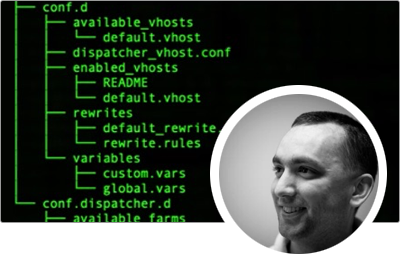 conf.d
available_vhosts
default.vhost
dispatcher_vhost.conf
enabled_vhosts
README
default.vhost
rewrites
default_rewrite.
rewrite.rules
variables
custom.vars
global.vars
conf.dispatcher.d
available_farms